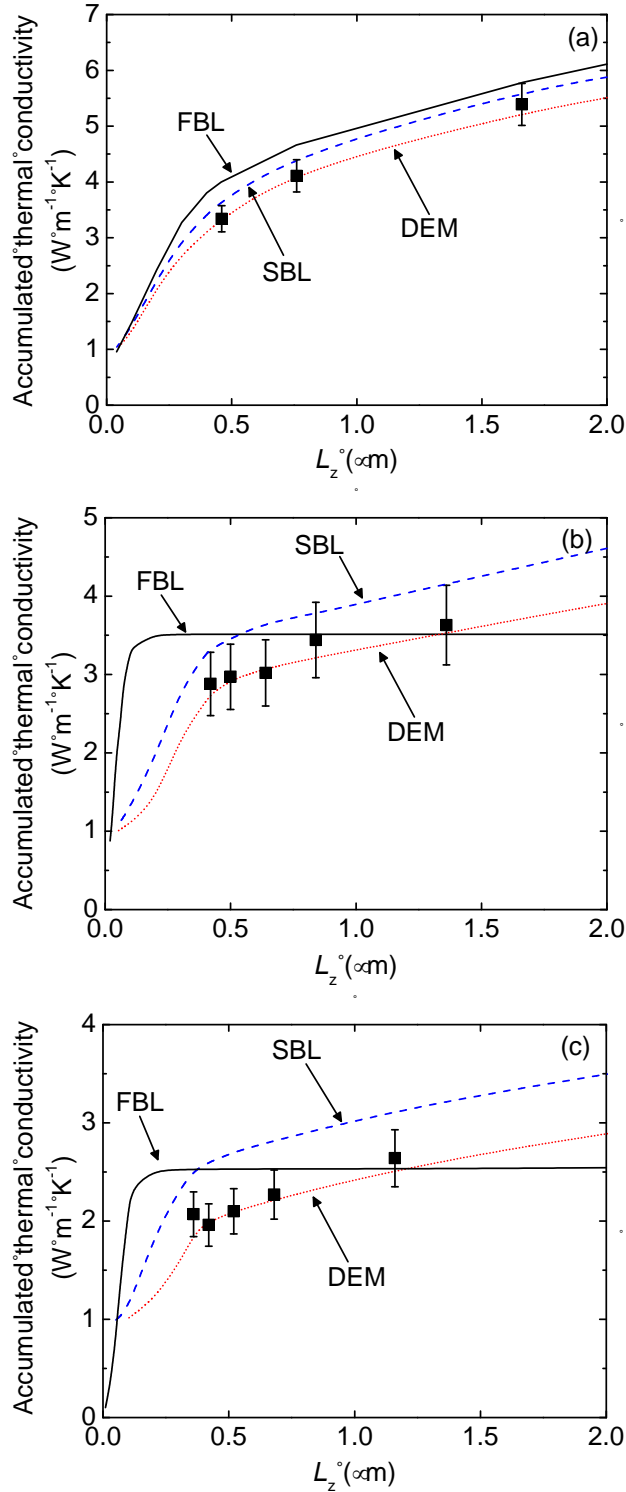 (a)
Accumulated°thermal°conductivity
(W°m⁻¹°K⁻¹)
7
6
5
4
3
2
1
0
FBL
SBL
DEM
0.0
0.5
1.0
1.5
2.0
L_z°(∝m)
(b)
Accumulated°thermal°conductivity
(W°m⁻¹°K⁻¹)
5
4
3
2
1
0
SBL
FBL
DEM
0.0
0.5
1.0
1.5
2.0
L_z°(∝m)
(c)
Accumulated°thermal°conductivity
(W°m⁻¹°K⁻¹)
4
3
2
1
0
SBL
FBL
DEM
0.0
0.5
1.0
1.5
2.0
L_z°(∝m)